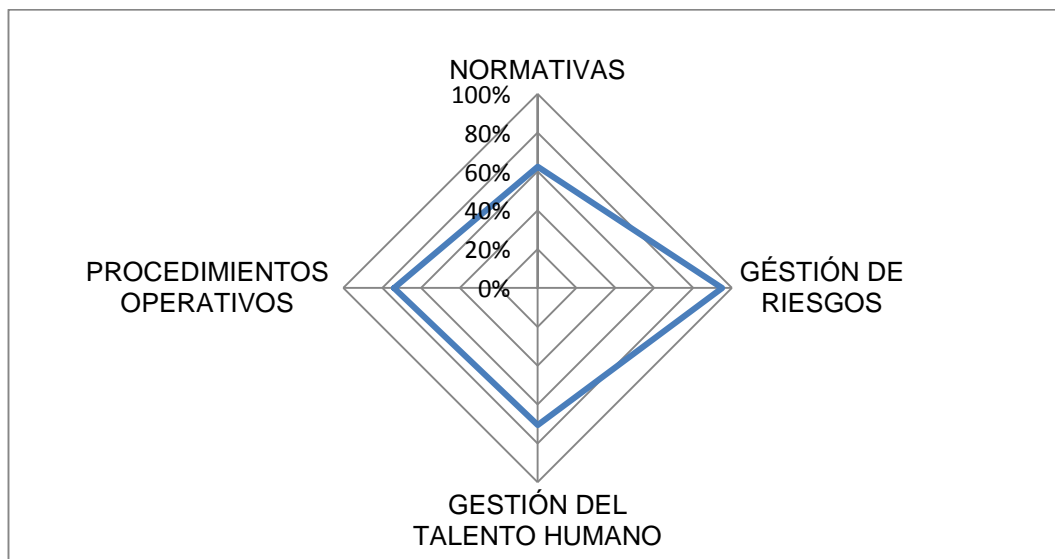 NORMATIVAS
100%
80%
60%
40%
20%
0%
GÉSTIÓN DE
RIESGOS
GESTIÓN DEL
TALENTO HUMANO
PROCEDIMIENTOS
OPERATIVOS